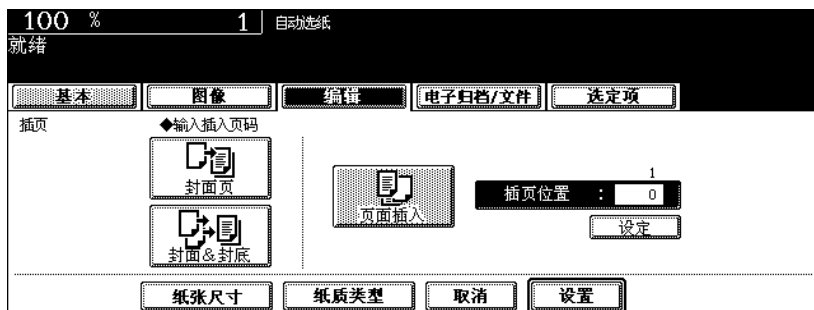 100 % 1 自动选纸
就绪
基本 图像 编辑 电子归档/文件 选定项
插页 ◆输入插入页码
封面页
1
页面插入 插页位置 : 0
设定
封面&封底
纸张尺寸 纸质类型 取消 设置